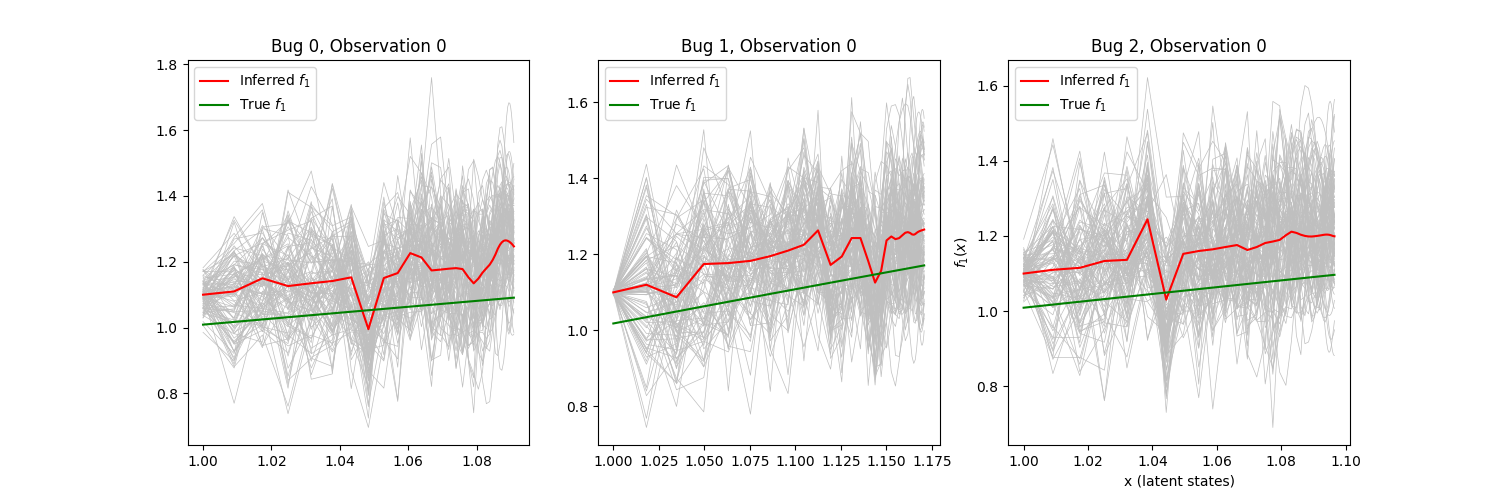 Bug 0, Observation 0
Inferred f₁
True f₁
1.8
1.6
1.4
1.2
1.0
0.8
1.00 1.02 1.04 1.06 1.08
Bug 1, Observation 0
Inferred f₁
True f₁
1.6
1.4
1.2
1.0
0.8
1.000 1.025 1.050 1.075 1.100 1.125 1.150 1.175
Bug 2, Observation 0
Inferred f₁
True f₁
f₁(x)
1.6
1.4
1.2
1.0
0.8
1.00 1.02 1.04 1.06 1.08 1.10
x (latent states)